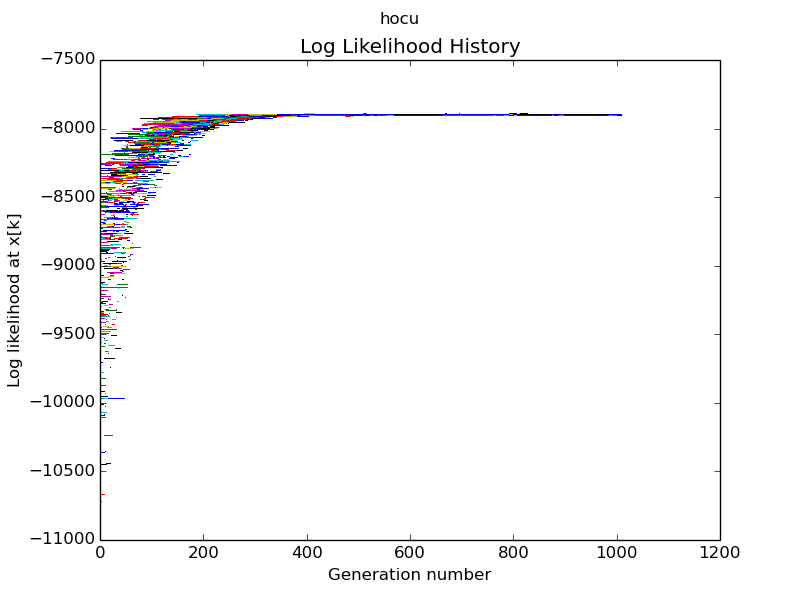 hocu
Log Likelihood History
−7500
−8000
−8500
−9000
−9500
−10000
−10500
−11000
Log likelihood at x[k]
0 200 400 600 800 1000 1200
Generation number